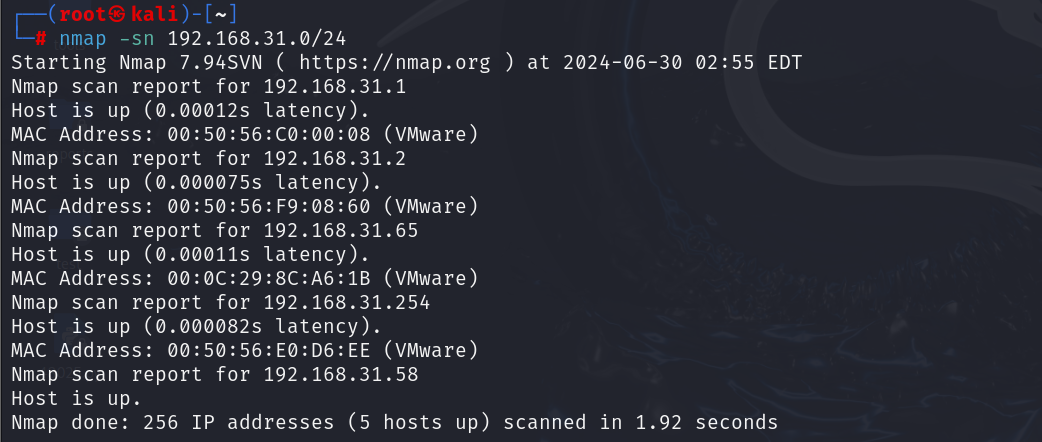 ┌──(root㉿kali)-[~]
└─# nmap -sn 192.168.31.0/24
Starting Nmap 7.94SVN ( https://nmap.org ) at 2024-06-30 02:55 EDT
Nmap scan report for 192.168.31.1
Host is up (0.00012s latency).
MAC Address: 00:50:56:C0:00:08 (VMware)
Nmap scan report for 192.168.31.2
Host is up (0.000075s latency).
MAC Address: 00:50:56:F9:08:60 (VMware)
Nmap scan report for 192.168.31.65
Host is up (0.00011s latency).
MAC Address: 00:0C:29:8C:A6:1B (VMware)
Nmap scan report for 192.168.31.254
Host is up (0.000082s latency).
MAC Address: 00:50:56:E0:D6:EE (VMware)
Nmap scan report for 192.168.31.58
Host is up.
Nmap done: 256 IP addresses (5 hosts up) scanned in 1.92 seconds